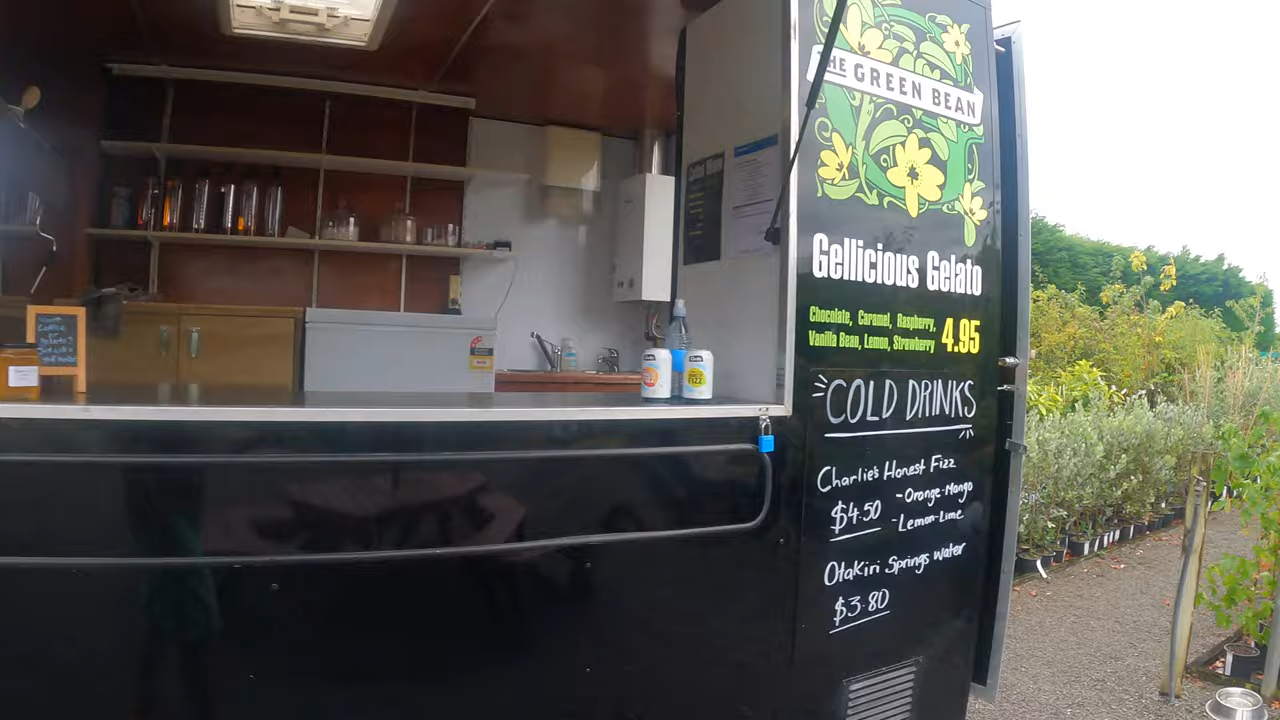 THE GREEN BEAN
Gellicious Gelato
Chocolate, Caramel, Raspberry,
Vanilla Bean, Lemon, Strawberry
4.95
COLD DRINKS
Charlie's Honest Fizz
$4.50
-Orange-Mango
-Lemon-Lime
Otakiri Springs water
$3.80
FIZZ